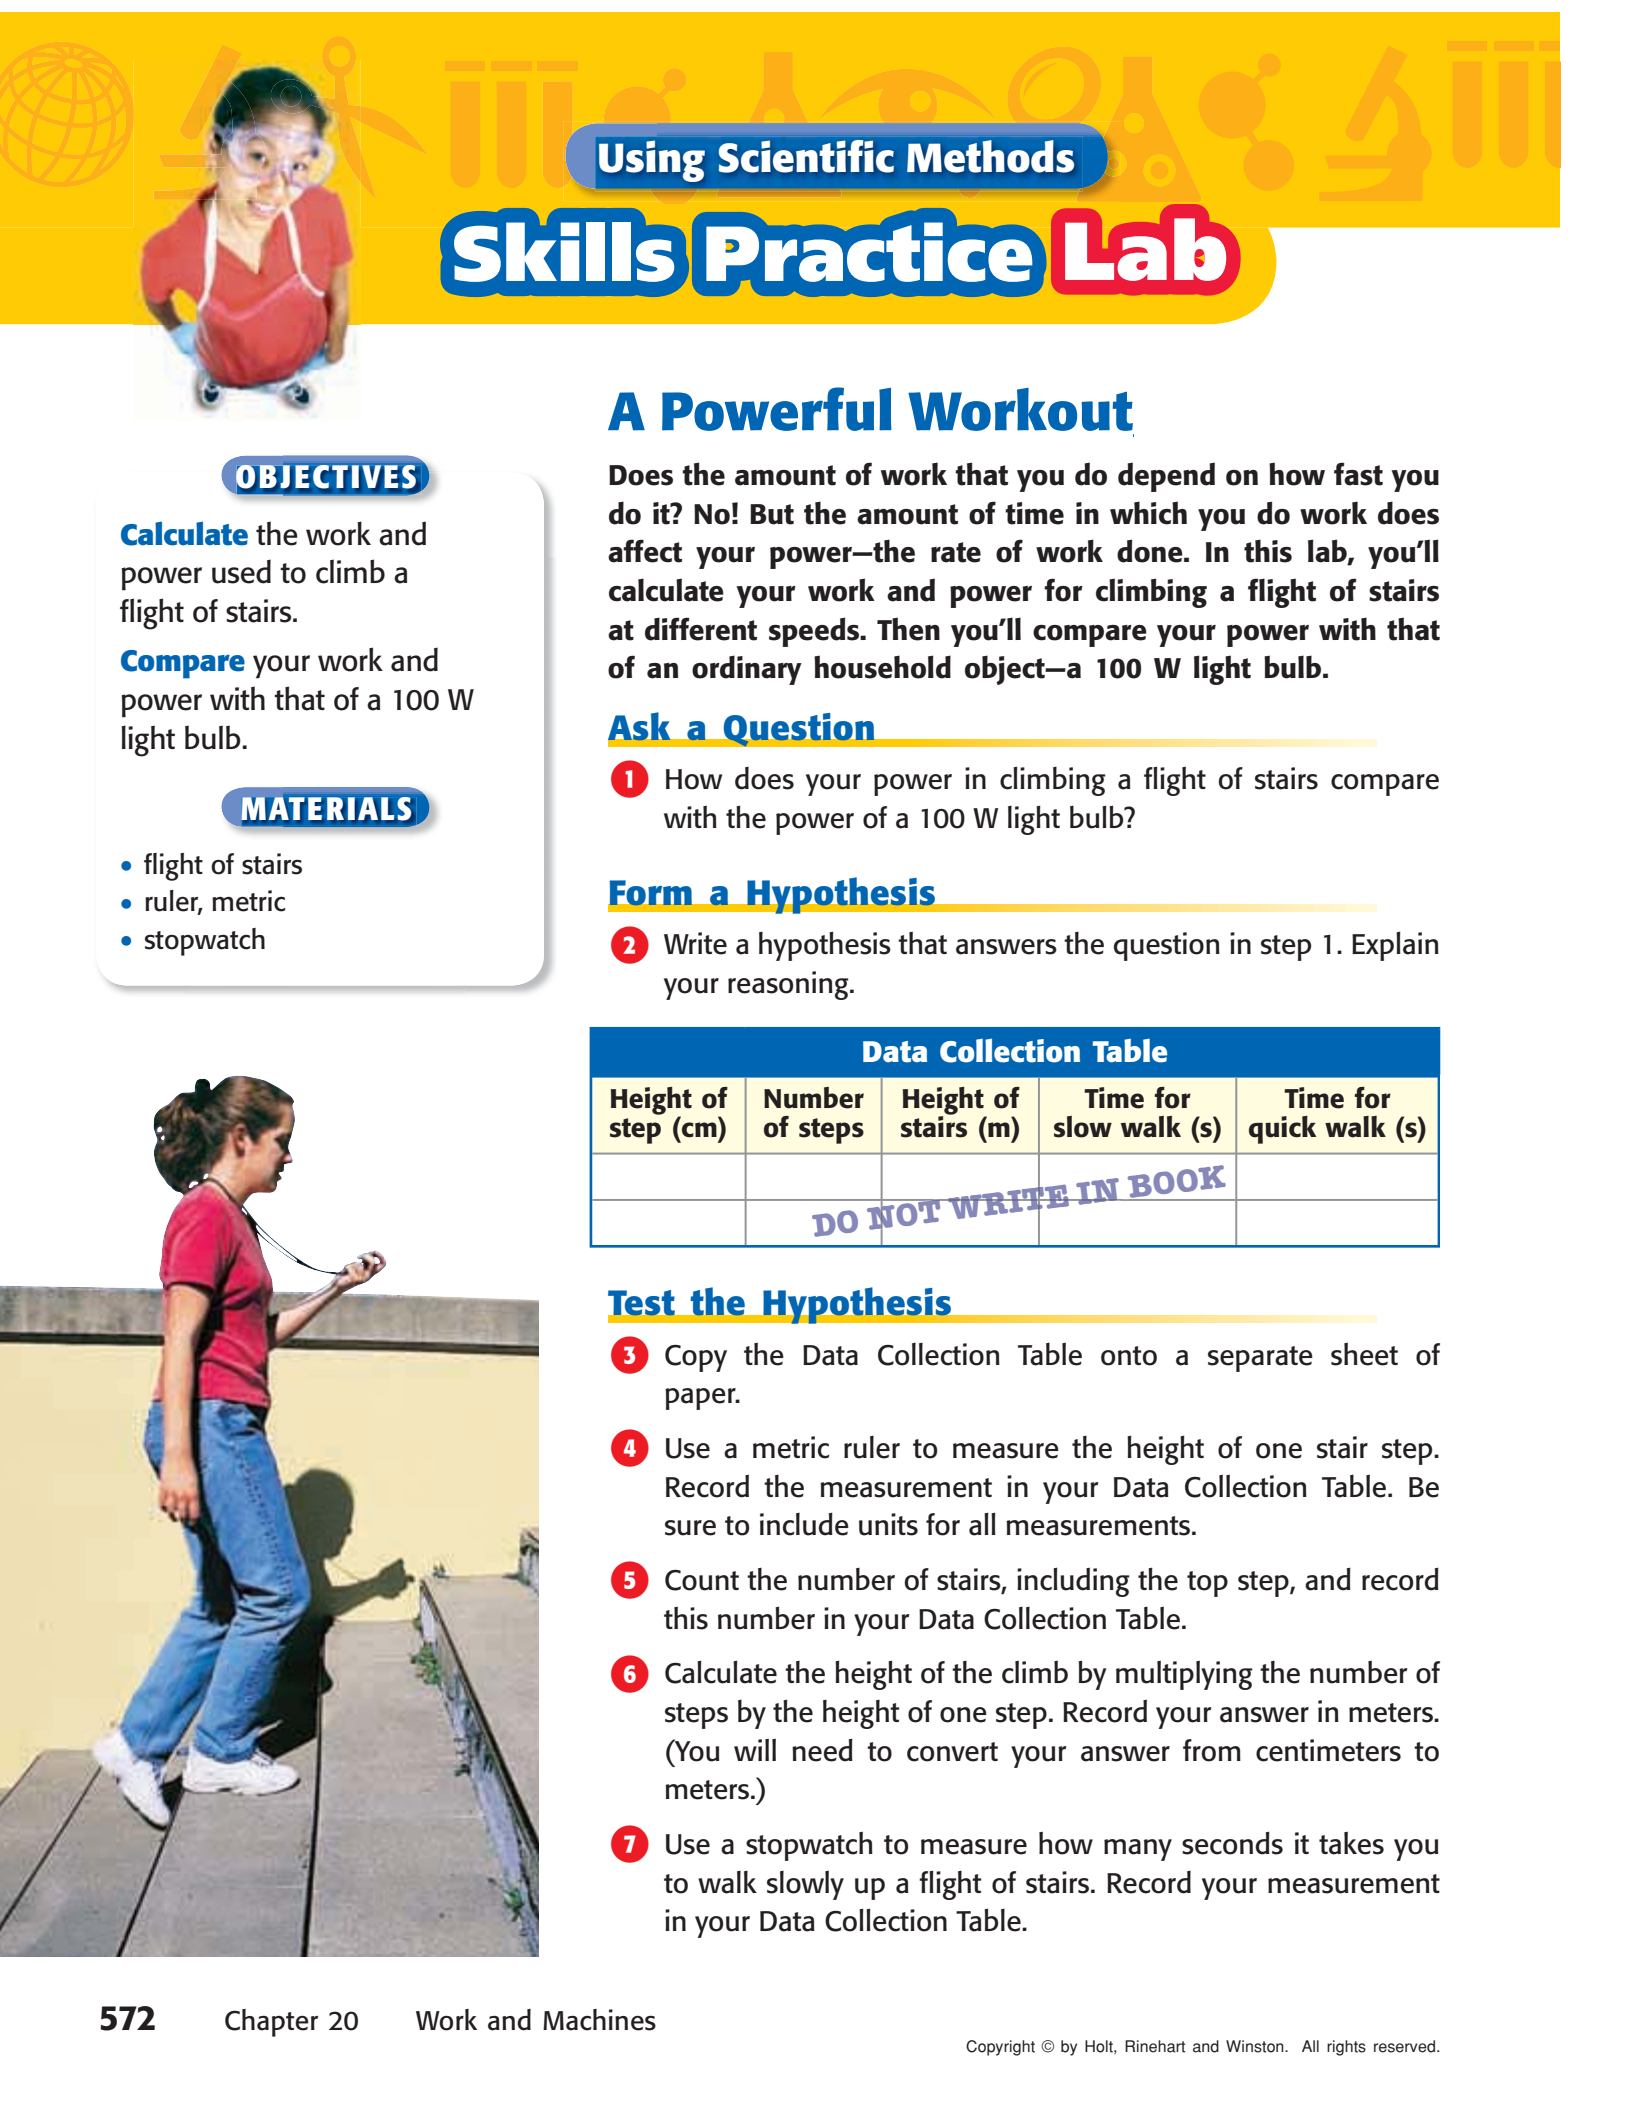 Using Scientific Methods
Skills Practice Lab
OBJECTIVES
Calculate the work and
power used to climb a
flight of stairs.
Compare your work and
power with that of a 100 W
light bulb.
MATERIALS
• flight of stairs
• ruler, metric
• stopwatch
A Powerful Workout
Does the amount of work that you do depend on how fast you
do it? No! But the amount of time in which you do work does
affect your power—the rate of work done. In this lab, you’ll
calculate your work and power for climbing a flight of stairs
at different speeds. Then you’ll compare your power with that
of an ordinary household object—a 100 W light bulb.
Ask a Question
1 How does your power in climbing a flight of stairs compare
with the power of a 100 W light bulb?
Form a Hypothesis
2 Write a hypothesis that answers the question in step 1. Explain
your reasoning.
Data Collection Table
Height of step (cm) Number of steps Height of stairs (m) Time for slow walk (s) Time for quick walk (s)
DO NOT WRITE IN BOOK
Test the Hypothesis
3 Copy the Data Collection Table onto a separate sheet of
paper.
4 Use a metric ruler to measure the height of one stair step.
Record the measurement in your Data Collection Table. Be
sure to include units for all measurements.
5 Count the number of stairs, including the top step, and record
this number in your Data Collection Table.
6 Calculate the height of the climb by multiplying the number of
steps by the height of one step. Record your answer in meters.
(You will need to convert your answer from centimeters to
meters.)
7 Use a stopwatch to measure how many seconds it takes you
to walk slowly up a flight of stairs. Record your measurement
in your Data Collection Table.
572 Chapter 20 Work and Machines
Copyright © by Holt, Rinehart and Winston. All rights reserved.